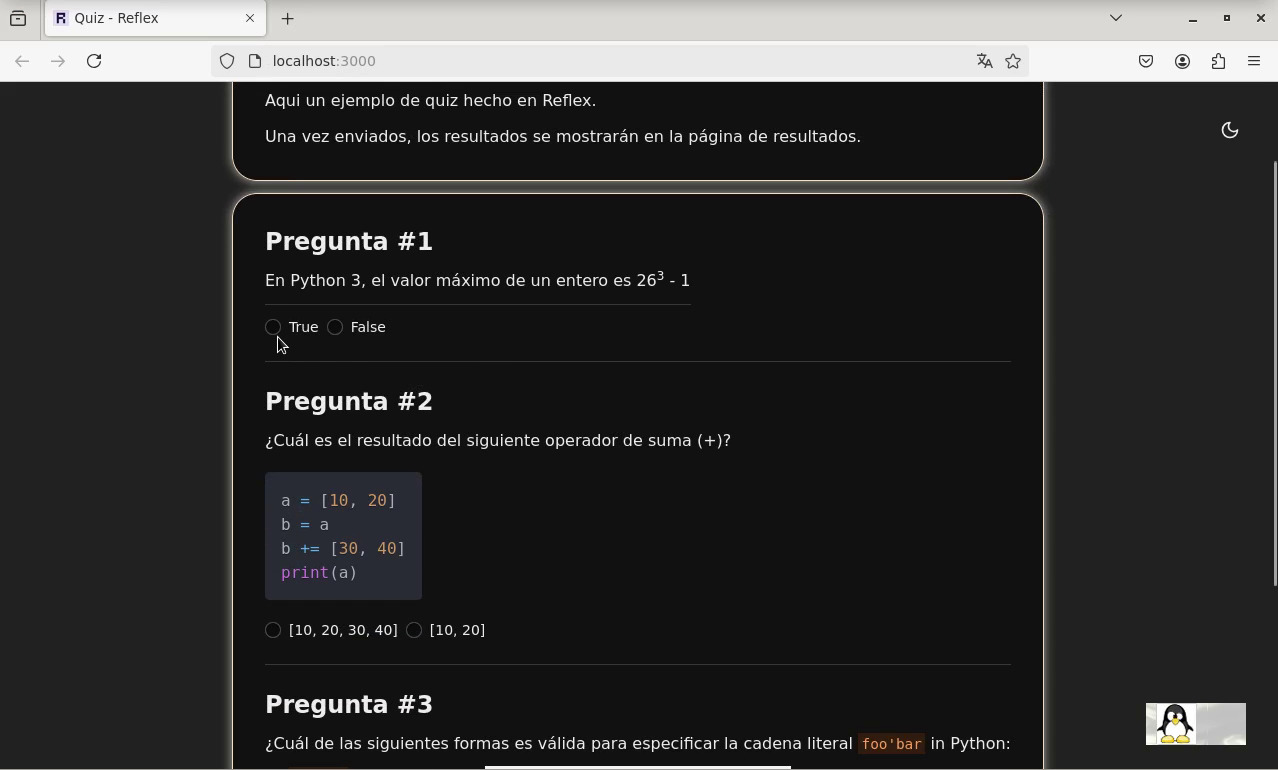 Quiz - Reflex
localhost:3000
Aqui un ejemplo de quiz hecho en Reflex.
Una vez enviados, los resultados se mostrarán en la página de resultados.
Pregunta #1
En Python 3, el valor máximo de un entero es 26³ - 1
True False
Pregunta #2
¿Cuál es el resultado del siguiente operador de suma (+)?
a = [10, 20]
b = a
b += [30, 40]
print(a)
[10, 20, 30, 40] [10, 20]
Pregunta #3
¿Cuál de las siguientes formas es válida para especificar la cadena literal foo'bar in Python: